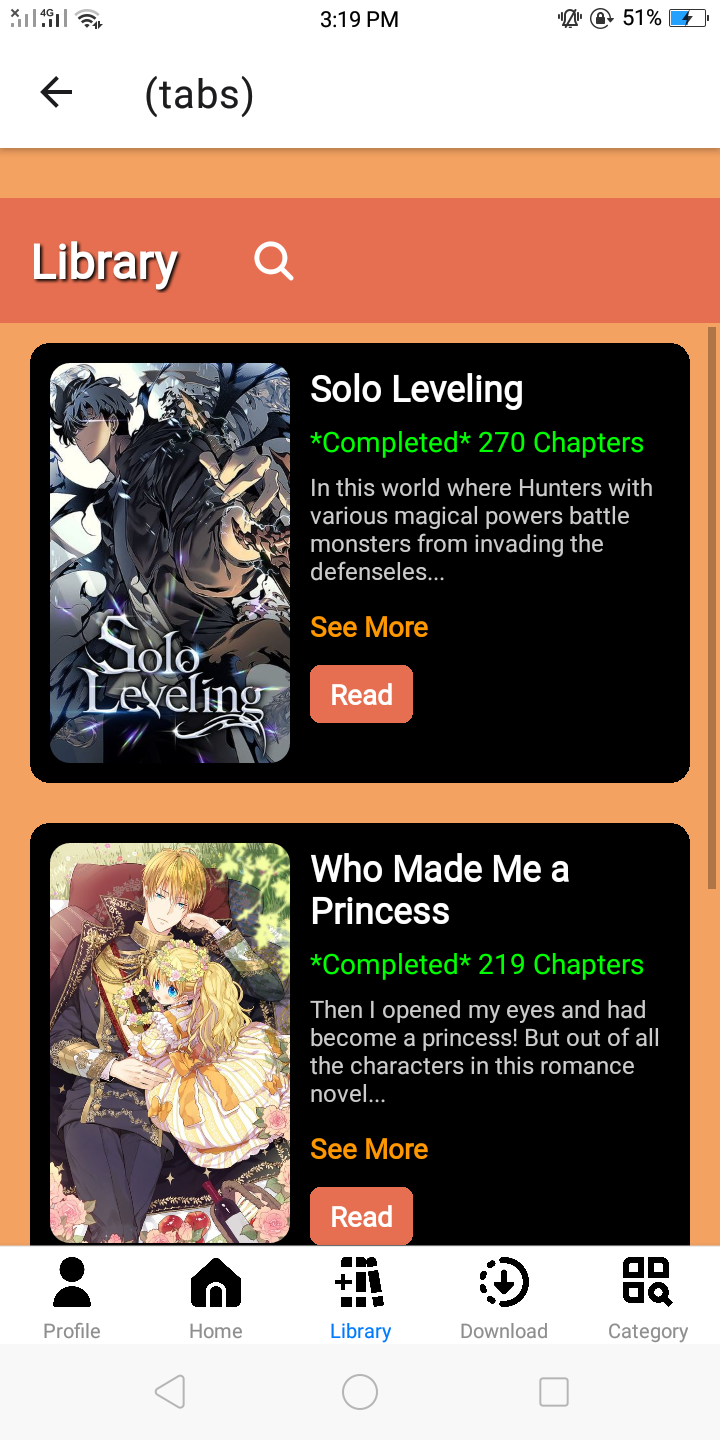 4G 3:19 PM 51%
(tabs)
Library
Solo Leveling
*Completed* 270 Chapters
In this world where Hunters with
various magical powers battle
monsters from invading the
defenseles...
See More
Read
Solo
Leveling
Who Made Me a
Princess
*Completed* 219 Chapters
Then I opened my eyes and had
become a princess! But out of all
the characters in this romance
novel...
See More
Read
Profile Home Library Download Category